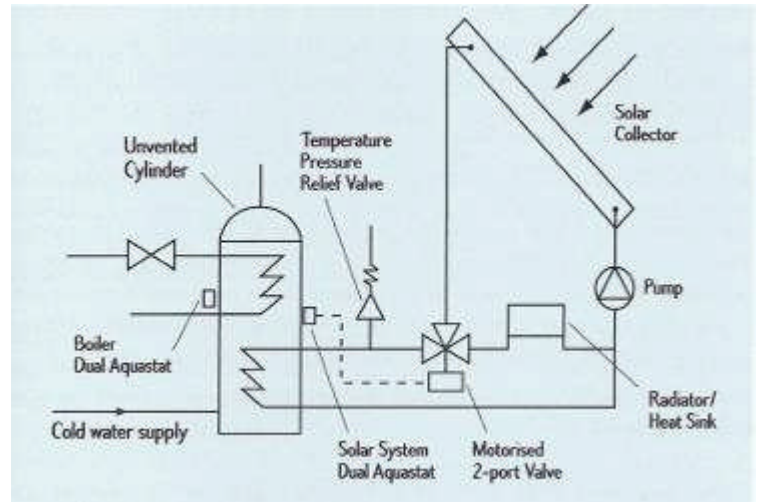 Solar
Collector
Temperature
Pressure
Relief Valve
Unvented
Cylinder
Pump
Boiler
Dual Aquastat
Radiator/
Heat Sink
Cold water supply
Solar System
Dual Aquastat
Motorised
2-port Valve